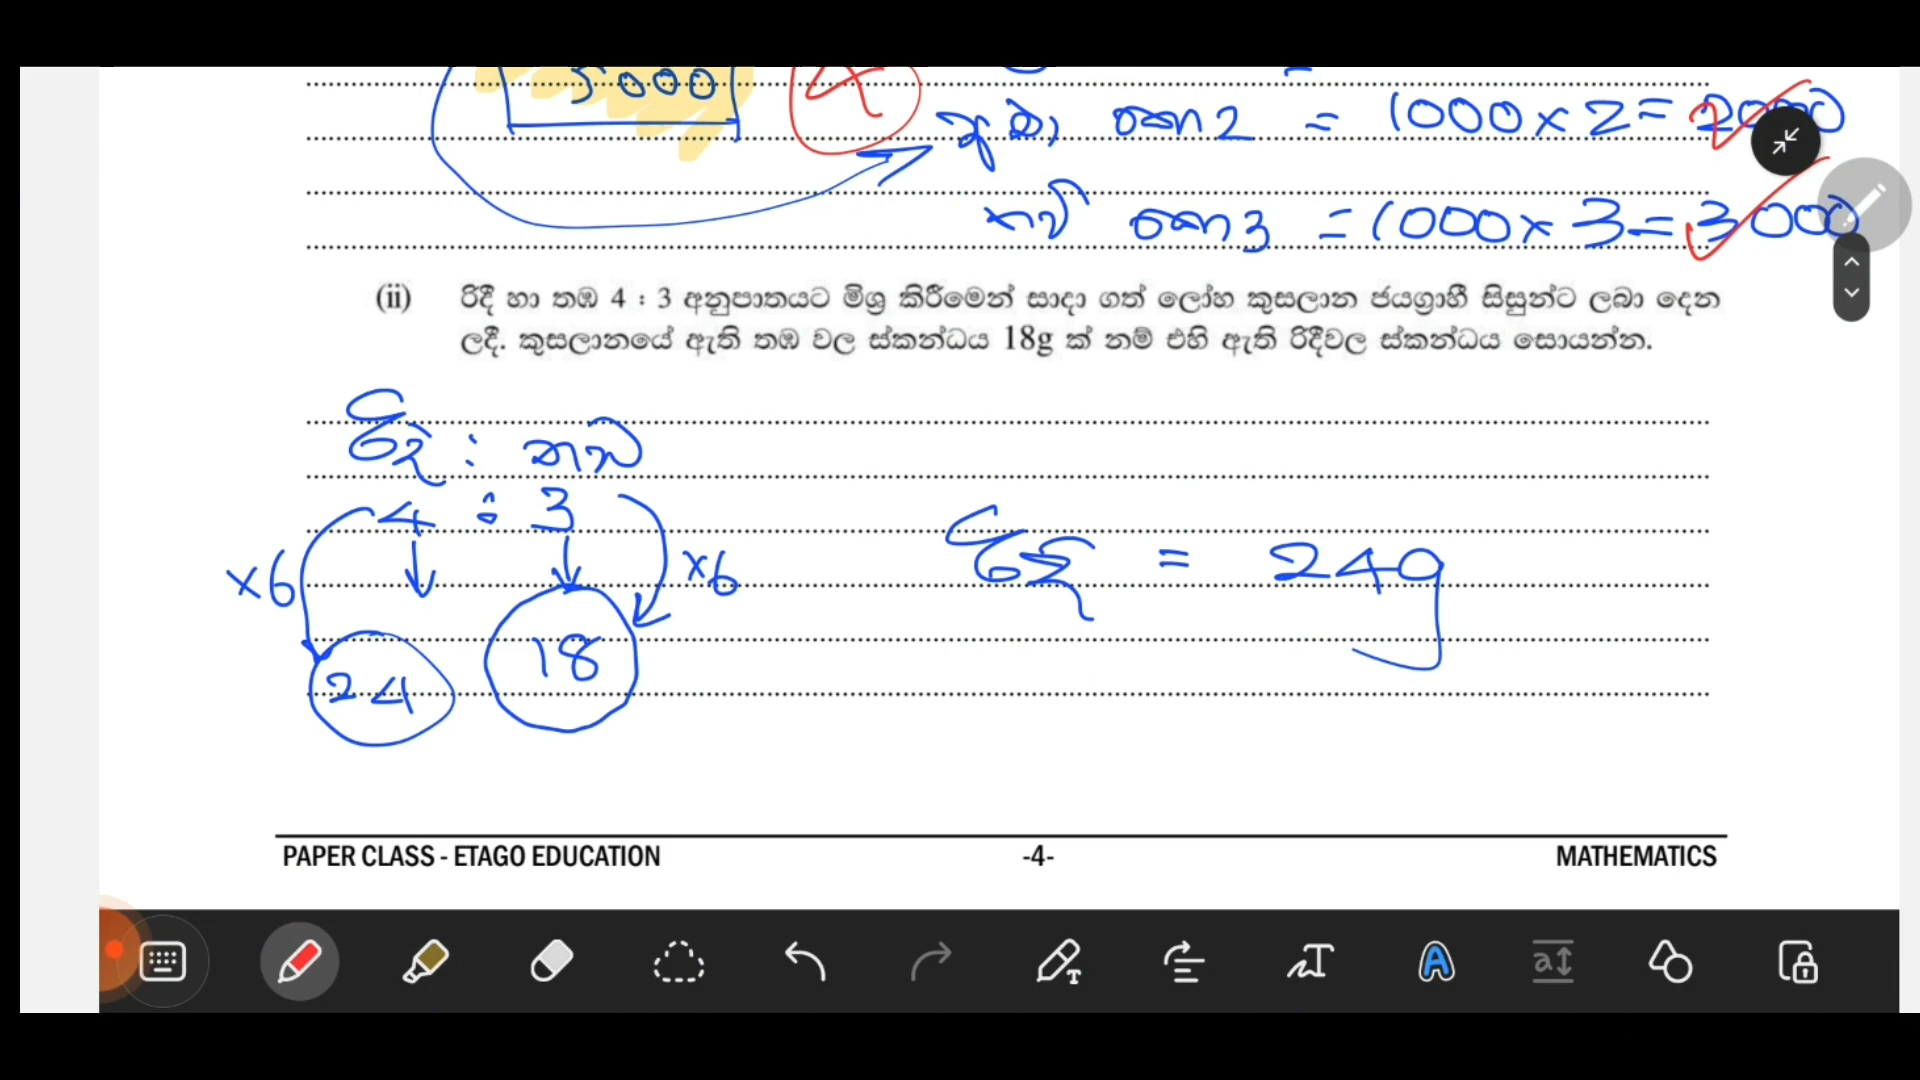 5000 4
දෙවන 2 = 1000 × 2 = 2000
3 = 1000 × 3 = 3000
(ii) රිදී හා තඹ 4 : 3 අනුපාතයට මිශ්‍ර කිරීමෙන් සාදා ගත් ලෝහ කුසලාන ජයග්‍රාහී සිසුන්ට ලබා දෙන
ලදී. කුසලානයේ ඇති තඹ වල ස්කන්ධය 18g ක් නම් එහි ඇති රිදීවල ස්කන්ධය සොයන්න.
රිදී : තඹ
4 : 3
×6 ×6
රිදී = 24g
24 18
PAPER CLASS - ETAGO EDUCATION -4- MATHEMATICS